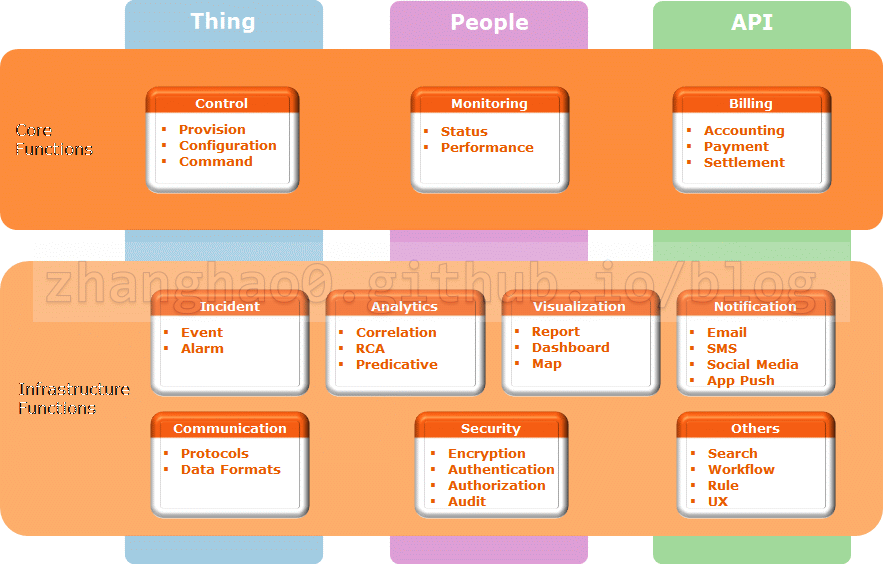 Thing
People
API
Core
Functions
Control
Provision
Configuration
Command
Monitoring
Status
Performance
Billing
Accounting
Payment
Settlement
zhanghao0.github.io/blog
Infrastructure
Functions
Incident
Event
Alarm
Analytics
Correlation
RCA
Predicative
Visualization
Report
Dashboard
Map
Notification
Email
SMS
Social Media
App Push
Communication
Protocols
Data Formats
Security
Encryption
Authentication
Authorization
Audit
Others
Search
Workflow
Rule
UX